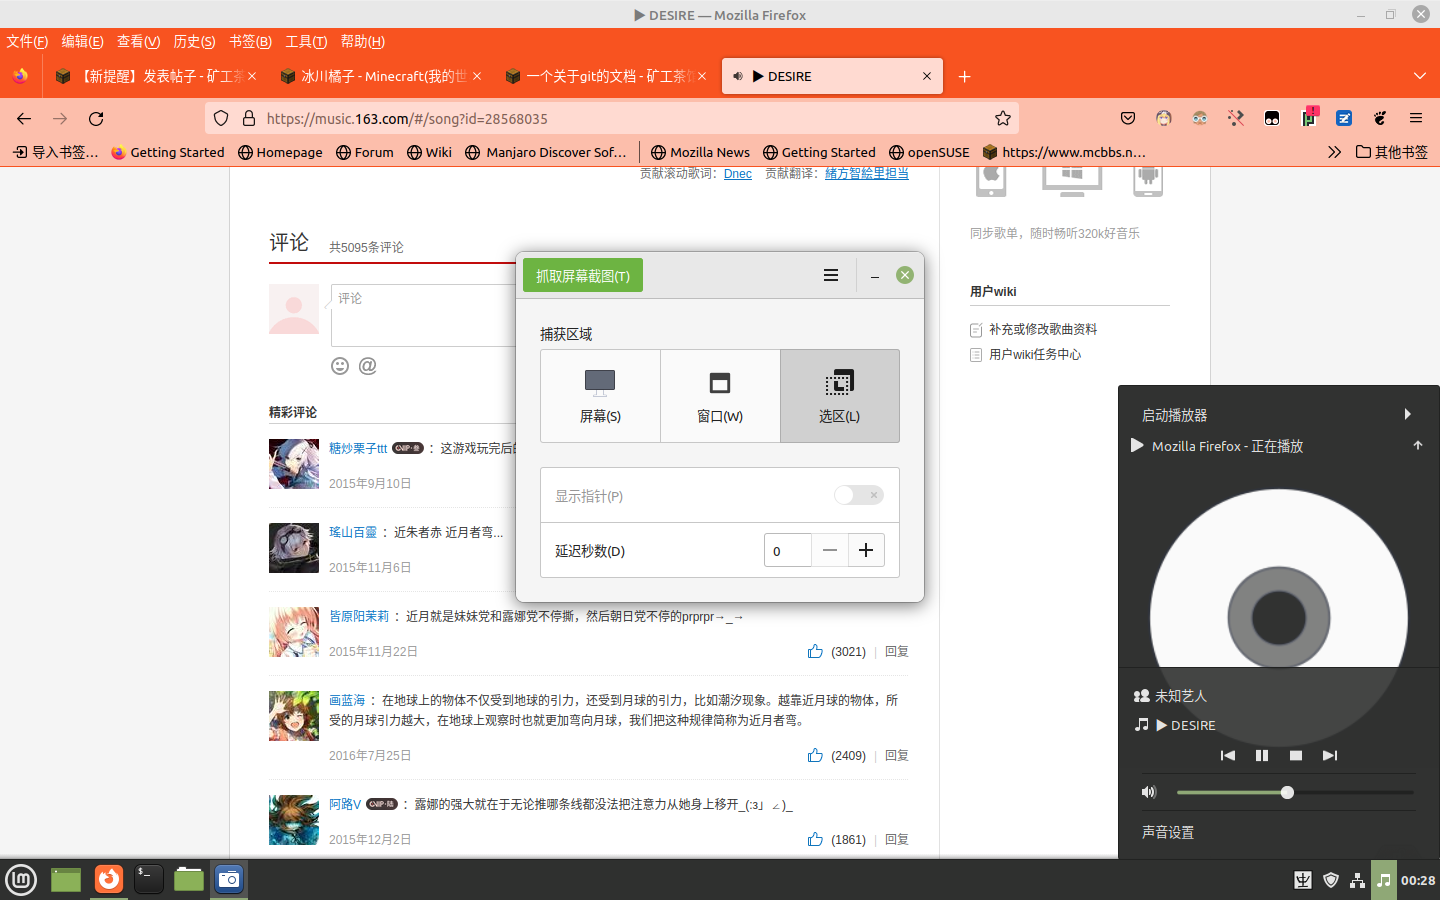 ▶ DESIRE — Mozilla Firefox
文件(F) 编辑(E) 查看(V) 历史(S) 书签(B) 工具(T) 帮助(H)
【新提醒】发表帖子 - 矿工茶
冰川橘子 - Minecraft(我的世
一个关于git的文档 - 矿工茶馆
▶ DESIRE
https://music.163.com/#/song?id=28568035
导入书签… Getting Started Homepage Forum Wiki Manjaro Discover Sof… Mozilla News Getting Started openSUSE https://www.mcbbs.n… 其他书签
贡献滚动歌词：Dnec 贡献翻译：緒方智絵里担当
同步歌单，随时畅听320k好音乐
评论 共5095条评论
评论
@
用户wiki
补充或修改歌曲资料
用户wiki任务中心
抓取屏幕截图(T)
捕获区域
屏幕(S) 窗口(W) 选区(L)
显示指针(P)
延迟秒数(D) 0
精彩评论
糖炒栗子ttt CVIP·叁 ：这游戏玩完后
2015年9月10日
瑤山百靈 ：近朱者赤 近月者弯...
2015年11月6日
皆原阳茉莉 ：近月就是妹妹党和露娜党不停撕，然后朝日党不停的prprpr→_→
2015年11月22日 (3021) 回复
画蓝海 ：在地球上的物体不仅受到地球的引力，还受到月球的引力，比如潮汐现象。越靠近月球的物体，所
受的月球引力越大，在地球上观察时也就更加弯向月球，我们把这种规律简称为近月者弯。
2016年7月25日 (2409) 回复
阿路V CVIP·陆 ：露娜的强大就在于无论推哪条线都没法把注意力从她身上移开_(:з」∠)_
2015年12月2日 (1861) 回复
启动播放器
Mozilla Firefox - 正在播放
未知艺人
▶ DESIRE
声音设置
00:28